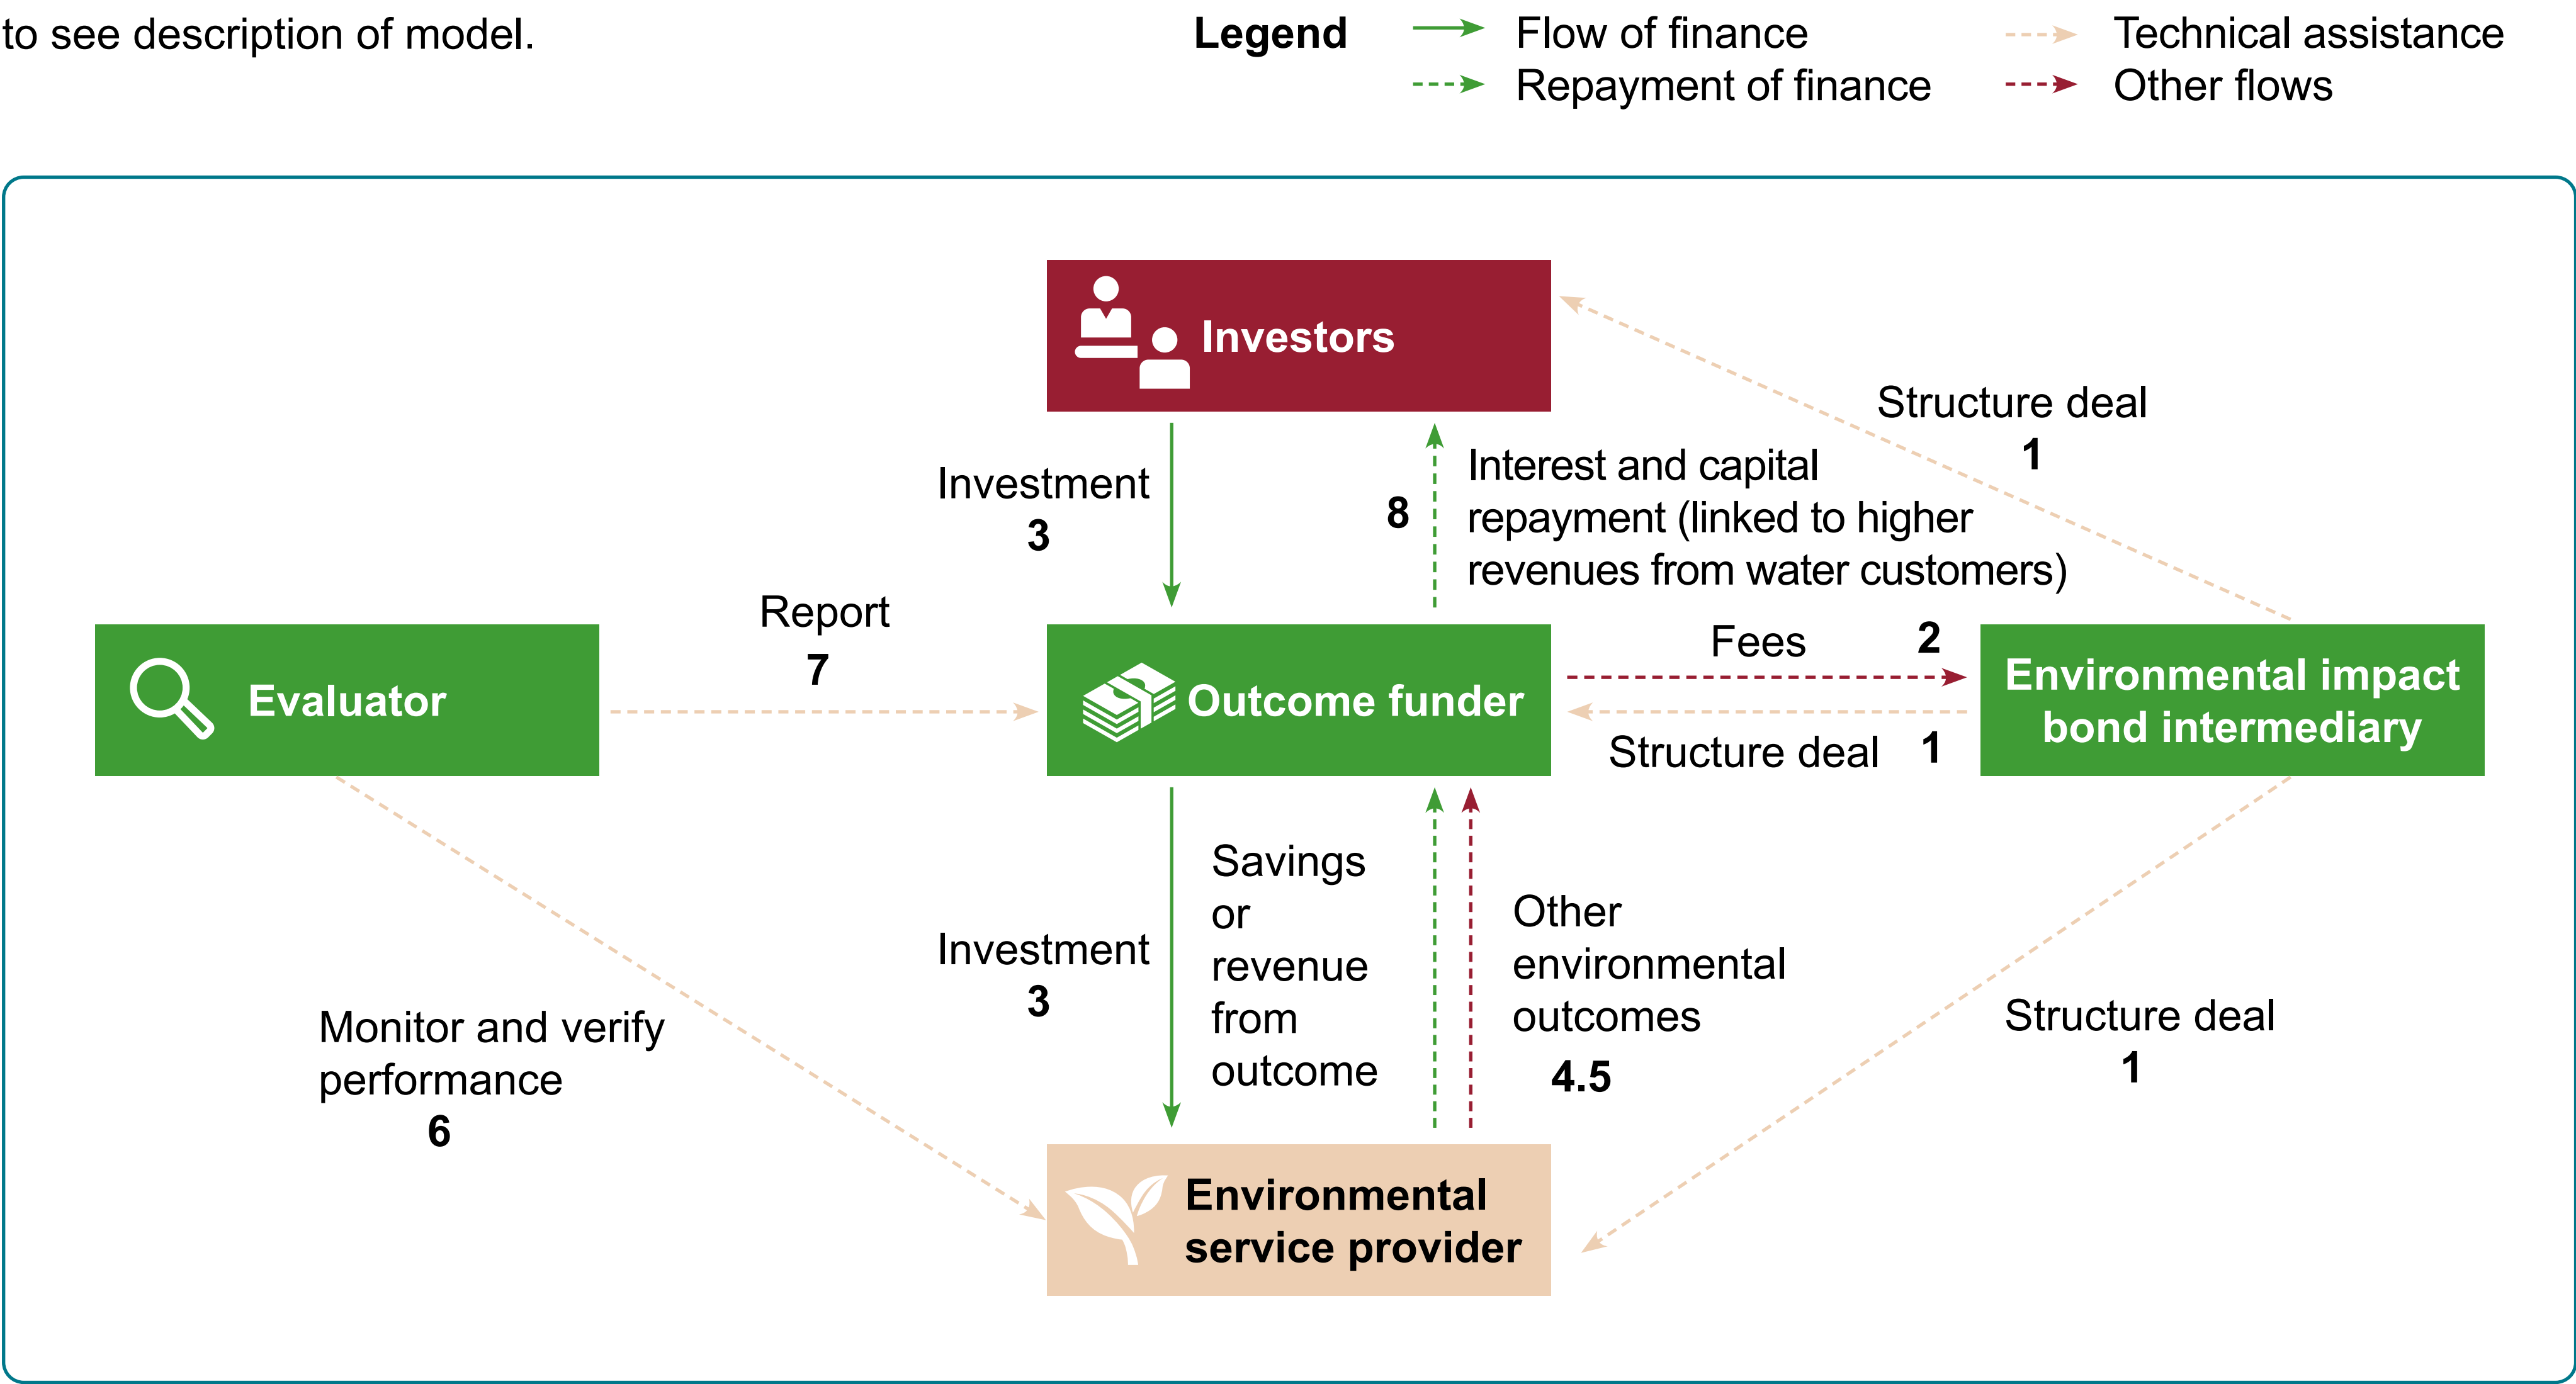 to see description of model.
Legend
Flow of finance
Technical assistance
Repayment of finance
Other flows
Investors
Structure deal
1
Investment
3
8
Interest and capital
repayment (linked to higher
revenues from water customers)
Report
7
Fees
2
Evaluator
Outcome funder
Environmental impact
bond intermediary
Structure deal
1
Savings
or
revenue
from
outcome
Other
environmental
outcomes
4.5
Investment
3
Monitor and verify
performance
6
Structure deal
1
Environmental
service provider